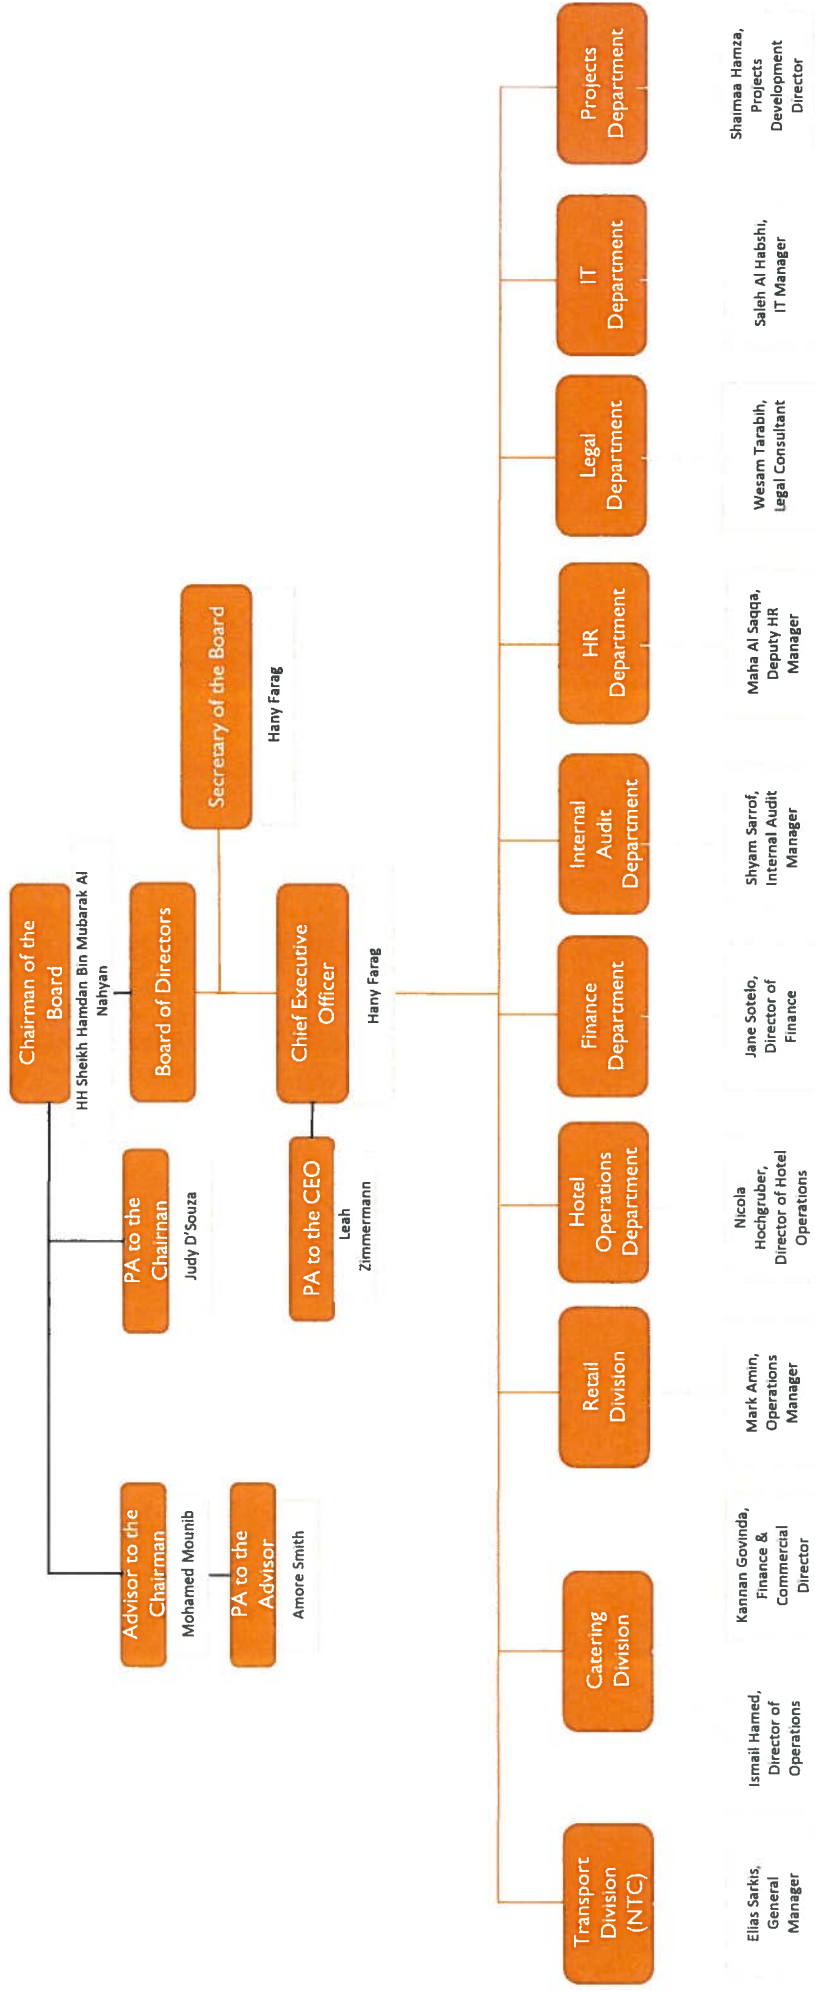 Chairman of the
Board
HH Sheikh Hamdan Bin Mubarak Al
Nahyan
Advisor to the
Chairman
Mohamed Mounib
PA to the
Advisor
Amore Smith
PA to the
Chairman
Judy D'Souza
Board of Directors
Secretary of the Board
Hany Farag
Chief Executive
Officer
Hany Farag
PA to the CEO
Leah
Zimmermann
Transport
Division
(NTC)
Elias Sarkis,
General
Manager
Catering
Division
Ismail Hamed,
Director of
Operations
Kannan Govinda,
Finance &
Commercial
Director
Retail
Division
Mark Amin,
Operations
Manager
Hotel
Operations
Department
Nicola
Hochgruber,
Director of Hotel
Operations
Finance
Department
Jane Sotelo,
Director of
Finance
Internal
Audit
Department
Shyam Sarrof,
Internal Audit
Manager
HR
Department
Maha Al Saqqa,
Deputy HR
Manager
Legal
Department
Wesam Tarabih,
Legal Consultant
IT
Department
Saleh Al Habshi,
IT Manager
Projects
Department
Shaimaa Hamza,
Projects
Development
Director